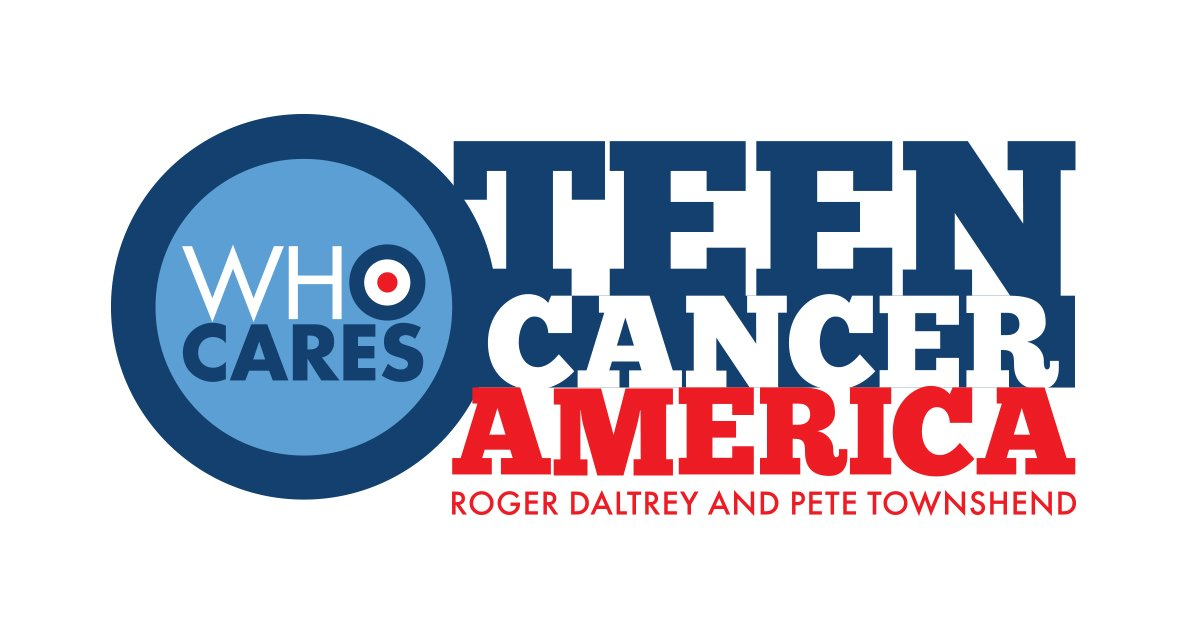 WHO
CARES
TEEN
CANCER
AMERICA
ROGER DALTREY AND PETE TOWNSHEND